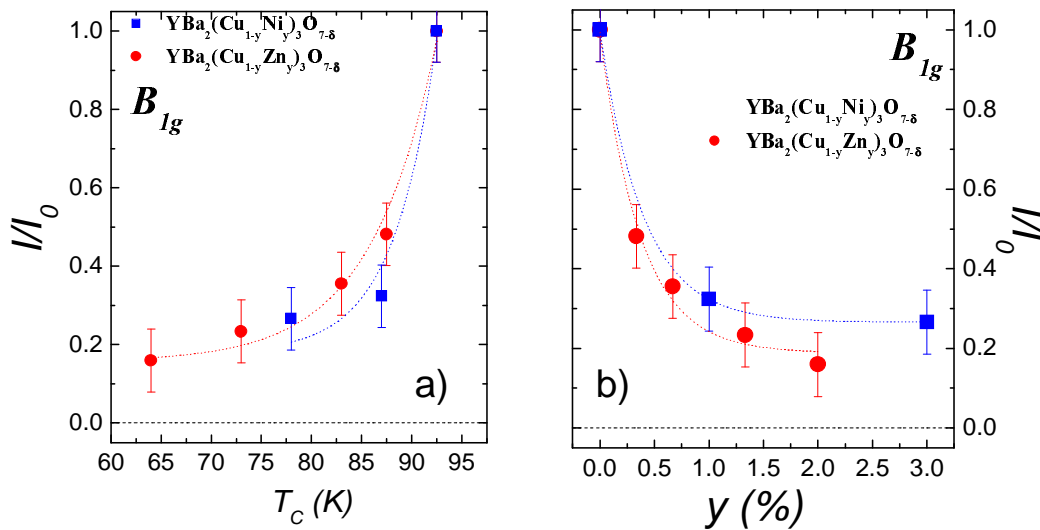 YBa₂(Cu₁₋yNiy)₃O₇₋δ
YBa₂(Cu₁₋yZny)₃O₇₋δ
B₁g
I/I₀
1.0
0.8
0.6
0.4
0.2
0.0
a)
60 65 70 75 80 85 90 95
T_C (K)
B₁g
YBa₂(Cu₁₋yNiy)₃O₇₋δ
YBa₂(Cu₁₋yZny)₃O₇₋δ
b)
1.0
0.8
0.6
0.4
0.2
0.0
I/I₀
0.0 0.5 1.0 1.5 2.0 2.5 3.0
y (%)